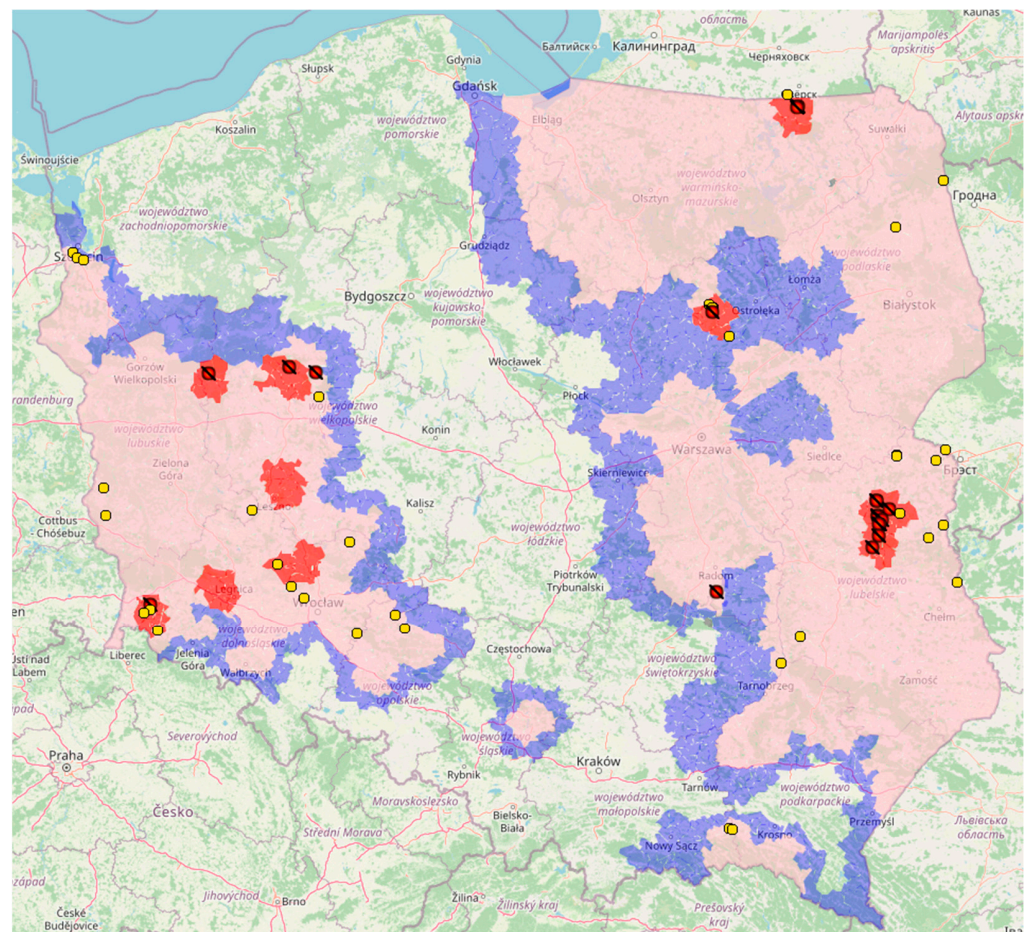 область
Kaunas
Балтийск
Калининград
Marijampolės
apskritis
Gdynia
Черняховск
Słupsk
Gdańsk
Elbląg
Suwałki
Alytaus apskr
województwo
pomorskie
Koszalin
Świnoujście
województwo
warmińsko-
mazurskie
Olsztyn
Гродна
województwo
zachodniopomorskie
Grudziądz
Łomża
Bydgoszcz
województwo
kujawsko-
pomorskie
Ostrołęka
Białystok
Włocławek
Gorzów
Wielkopolski
randenburg
Płock
województwo
wielkopolskie
województwo
lubuskie
Konin
Warszawa
Siedlce
Брэст
Zielona
Góra
Skierniewice
Kalisz
Cottbus
- Chóśebuz
województwo
łódzkie
Piotrków
Trybunalski
Radom
województwo
lubelskie
Legnica
Wrocław
Chełm
en
województwo
dolnośląskie
Liberec
Jelenia
Góra
Częstochowa
województwo
świętokrzyskie
Ústí nad
Labem
Wałbrzych
województwo
opolskie
Tarnobrzeg
Zamość
pad
Severovýchod
województwo
śląskie
Praha
Kraków
Rybnik
Tarnów
Moravskoslezsko
województwo
małopolskie
województwo
podkarpackie
Česko
Bielsko-
Biała
Przemyśl
Львівська
область
Střední Morava
Krosno
Nowy Sącz
západ
Jihovýchod
Brno
Žilina
Žilinský kraj
Prešovský
kraj
České
Budějovice